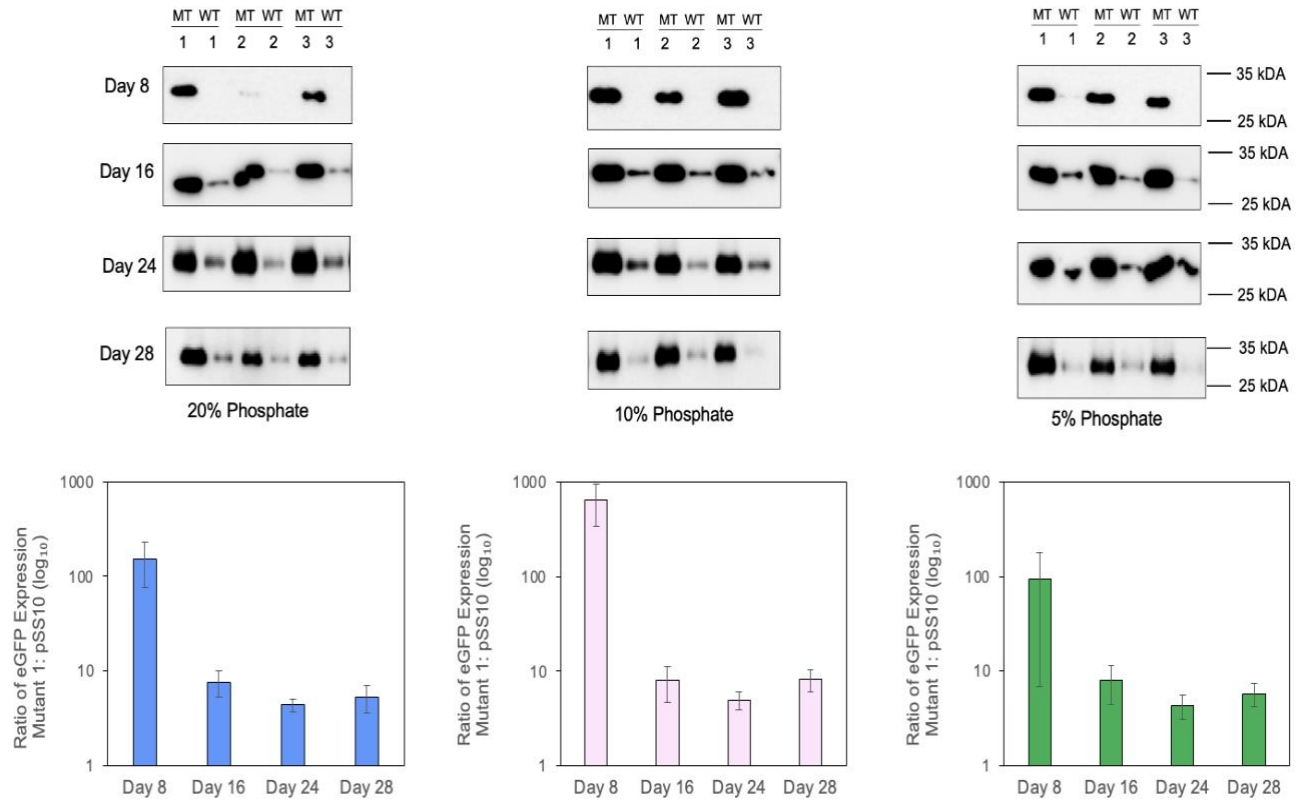 MT WT MT WT MT WT
1 1 2 2 3 3
MT WT MT WT MT WT
1 1 2 2 3 3
MT WT MT WT MT WT
1 1 2 2 3 3
Day 8
35 kDA
25 kDA
Day 16
35 kDA
25 kDA
Day 24
35 kDA
25 kDA
Day 28
35 kDA
25 kDA
20% Phosphate
10% Phosphate
5% Phosphate
Ratio of eGFP Expression
Mutant 1: pSS10 (log₁₀)
1000
100
10
1
Day 8 Day 16 Day 24 Day 28
Ratio of eGFP Expression
Mutant 1: pSS10 (log₁₀)
1000
100
10
1
Day 8 Day 16 Day 24 Day 28
Ratio of eGFP Expression
Mutant 1: pSS10 (log₁₀)
1000
100
10
1
Day 8 Day 16 Day 24 Day 28